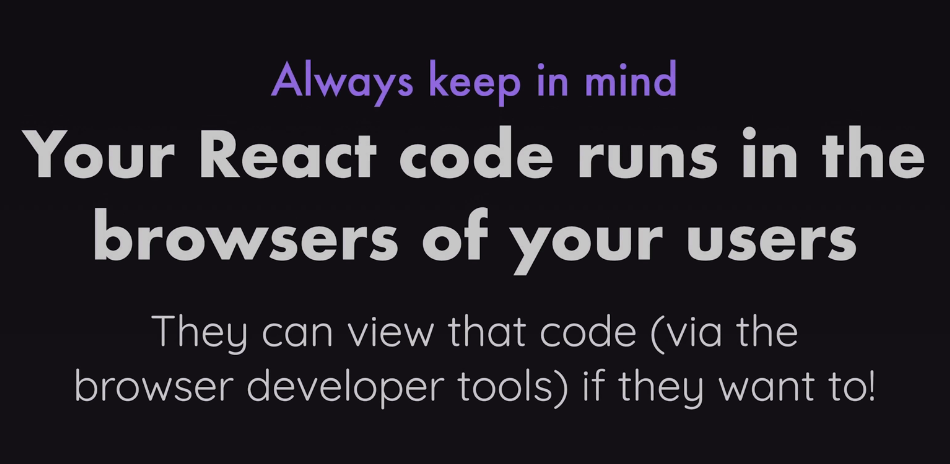 Always keep in mind
Your React code runs in the
browsers of your users
They can view that code (via the
browser developer tools) if they want to!